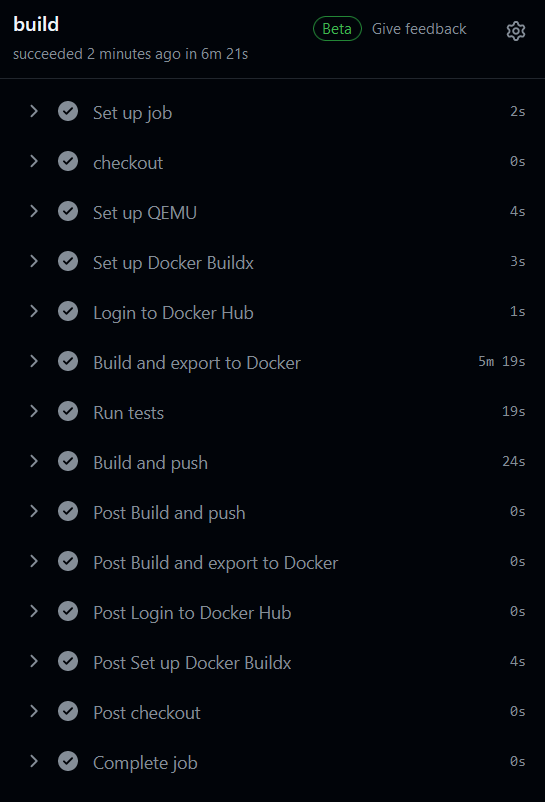 build
Beta Give feedback
succeeded 2 minutes ago in 6m 21s
Set up job 2s
checkout 0s
Set up QEMU 4s
Set up Docker Buildx 3s
Login to Docker Hub 1s
Build and export to Docker 5m 19s
Run tests 19s
Build and push 24s
Post Build and push 0s
Post Build and export to Docker 0s
Post Login to Docker Hub 0s
Post Set up Docker Buildx 4s
Post checkout 0s
Complete job 0s